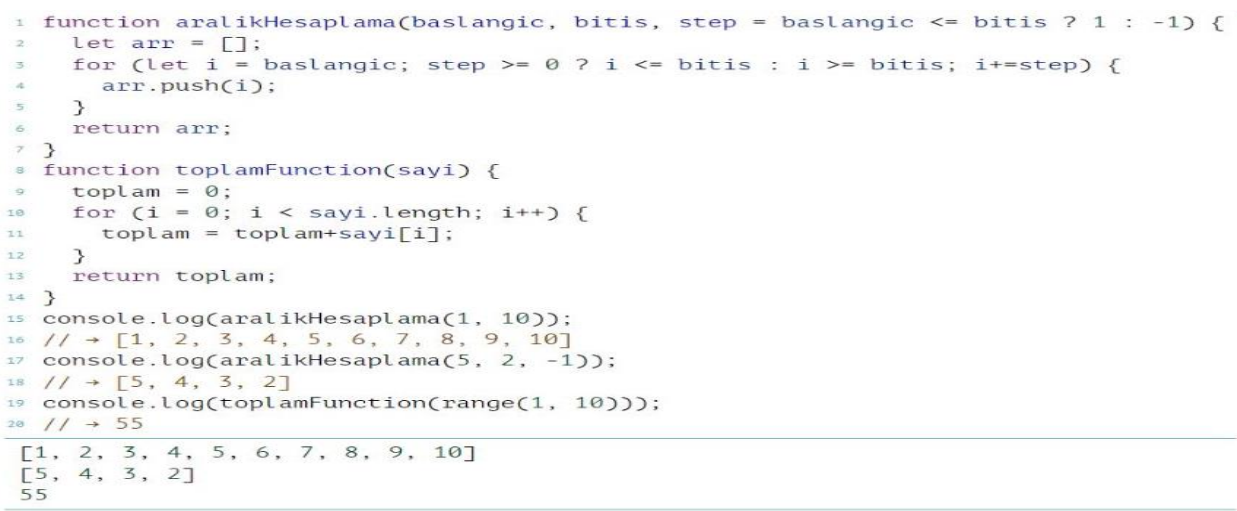 1 function aralikHesaplama(baslangic, bitis, step = baslangic <= bitis ? 1 : -1) {
2   let arr = [];
3   for (let i = baslangic; step >= 0 ? i <= bitis : i >= bitis; i+=step) {
4     arr.push(i);
5   }
6   return arr;
7 }
8 function toplamFunction(sayi) {
9   toplam = 0;
10   for (i = 0; i < sayi.length; i++) {
11     toplam = toplam+sayi[i];
12   }
13   return toplam;
14 }
15 console.log(aralikHesaplama(1, 10));
16 // → [1, 2, 3, 4, 5, 6, 7, 8, 9, 10]
17 console.log(aralikHesaplama(5, 2, -1));
18 // → [5, 4, 3, 2]
19 console.log(toplamFunction(range(1, 10)));
20 // → 55
[1, 2, 3, 4, 5, 6, 7, 8, 9, 10]
[5, 4, 3, 2]
55